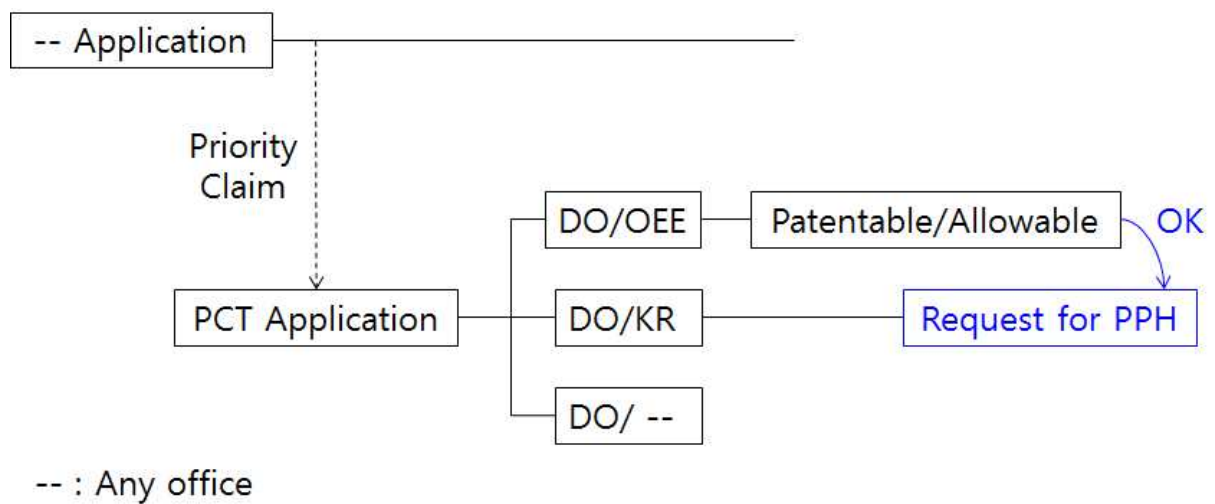 -- Application
Priority
Claim
DO/OEE
Patentable/Allowable
OK
PCT Application
DO/KR
Request for PPH
DO/ --
-- : Any office